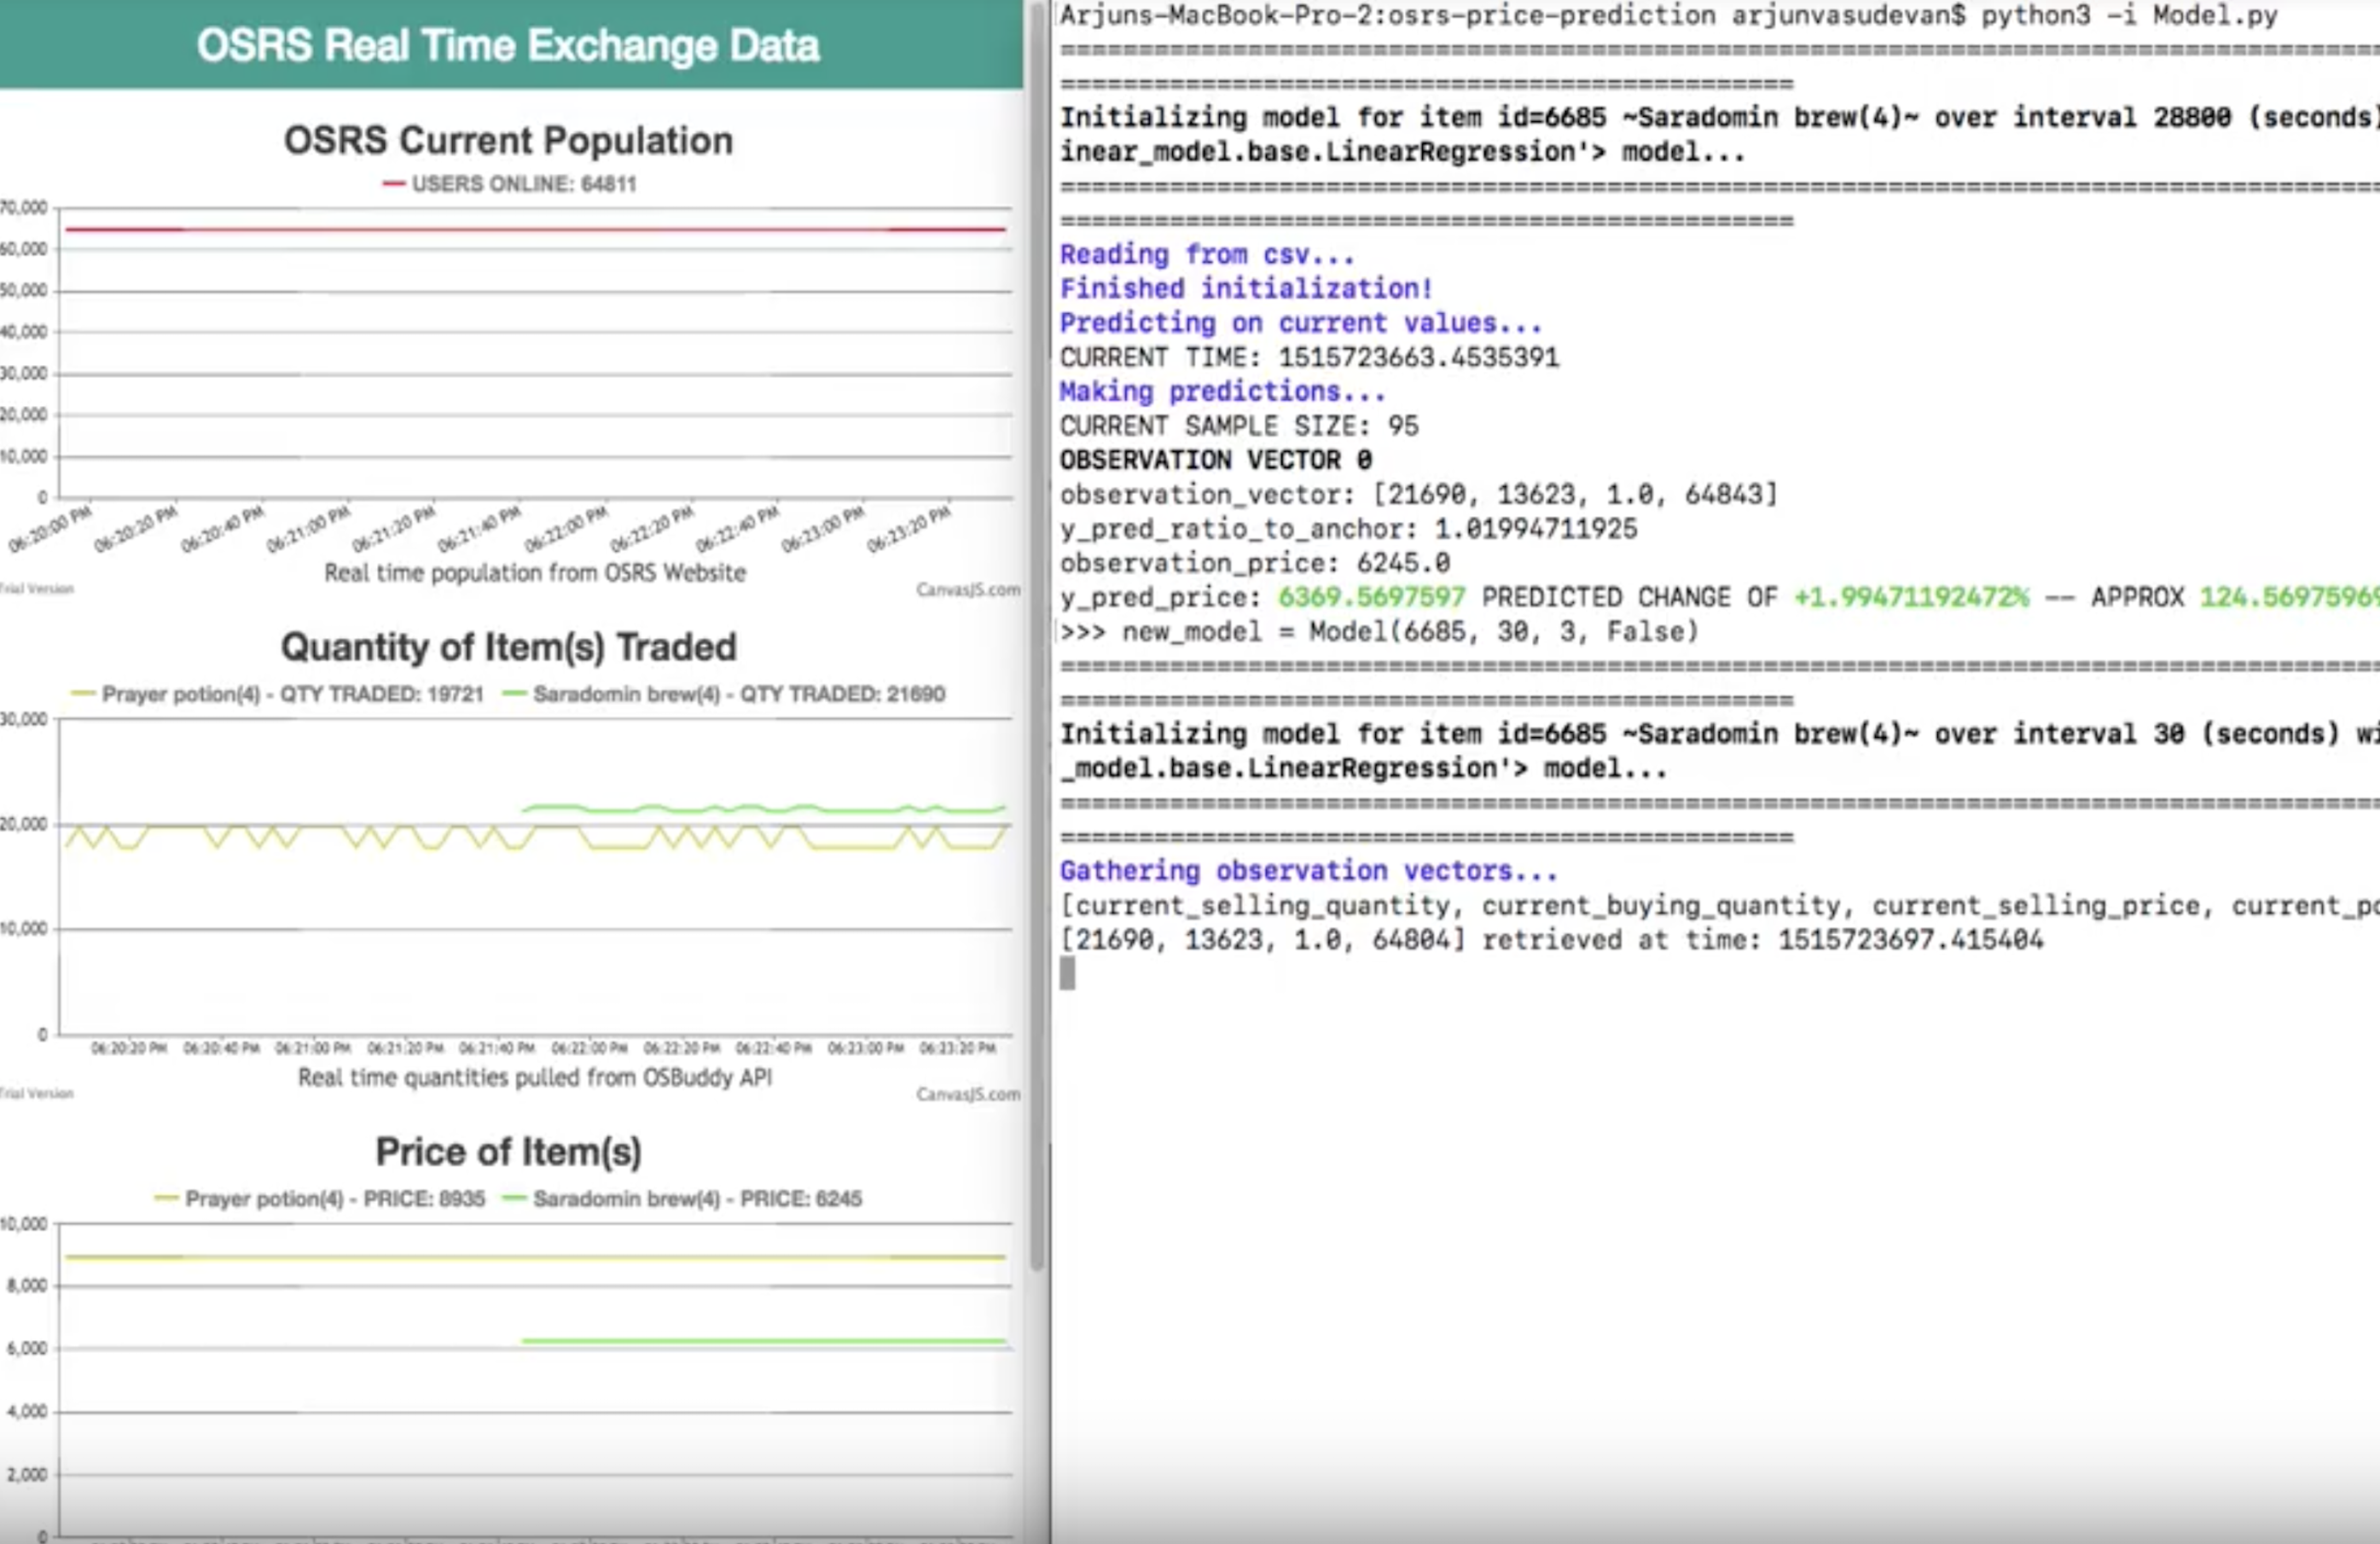 OSRS Real Time Exchange Data
OSRS Current Population
USERS ONLINE: 64811
70,000
60,000
50,000
40,000
30,000
20,000
10,000
0
06:20:00 PM 06:20:20 PM 06:20:40 PM 06:21:00 PM 06:21:20 PM 06:21:40 PM 06:22:00 PM 06:22:20 PM 06:22:40 PM 06:23:00 PM 06:23:20 PM
Real time population from OSRS Website
Trial Version CanvasJS.com
Quantity of Item(s) Traded
Prayer potion(4) - QTY TRADED: 19721 Saradomin brew(4) - QTY TRADED: 21690
30,000
20,000
10,000
0
06:20:20 PM 06:20:40 PM 06:21:00 PM 06:21:20 PM 06:21:40 PM 06:22:00 PM 06:22:20 PM 06:22:40 PM 06:23:00 PM 06:23:20 PM
Real time quantities pulled from OSBuddy API
Trial Version CanvasJS.com
Price of Item(s)
Prayer potion(4) - PRICE: 8935 Saradomin brew(4) - PRICE: 6245
10,000
8,000
6,000
4,000
2,000
0
Arjuns-MacBook-Pro-2:osrs-price-prediction arjunvasudevan$ python3 -i Model.py
=====================================================================================
===============================================
Initializing model for item id=6685 ~Saradomin brew(4)~ over interval 28800 (seconds)
inear_model.base.LinearRegression'> model...
=====================================================================================
===============================================
Reading from csv...
Finished initialization!
Predicting on current values...
CURRENT TIME: 1515723663.4535391
Making predictions...
CURRENT SAMPLE SIZE: 95
OBSERVATION VECTOR 0
observation_vector: [21690, 13623, 1.0, 64843]
y_pred_ratio_to_anchor: 1.01994711925
observation_price: 6245.0
y_pred_price: 6369.5697597 PREDICTED CHANGE OF +1.99471192472% -- APPROX 124.56975969
>>> new_model = Model(6685, 30, 3, False)
=====================================================================================
===============================================
Initializing model for item id=6685 ~Saradomin brew(4)~ over interval 30 (seconds) wi
_model.base.LinearRegression'> model...
=====================================================================================
===============================================
Gathering observation vectors...
[current_selling_quantity, current_buying_quantity, current_selling_price, current_po
[21690, 13623, 1.0, 64804] retrieved at time: 1515723697.415404